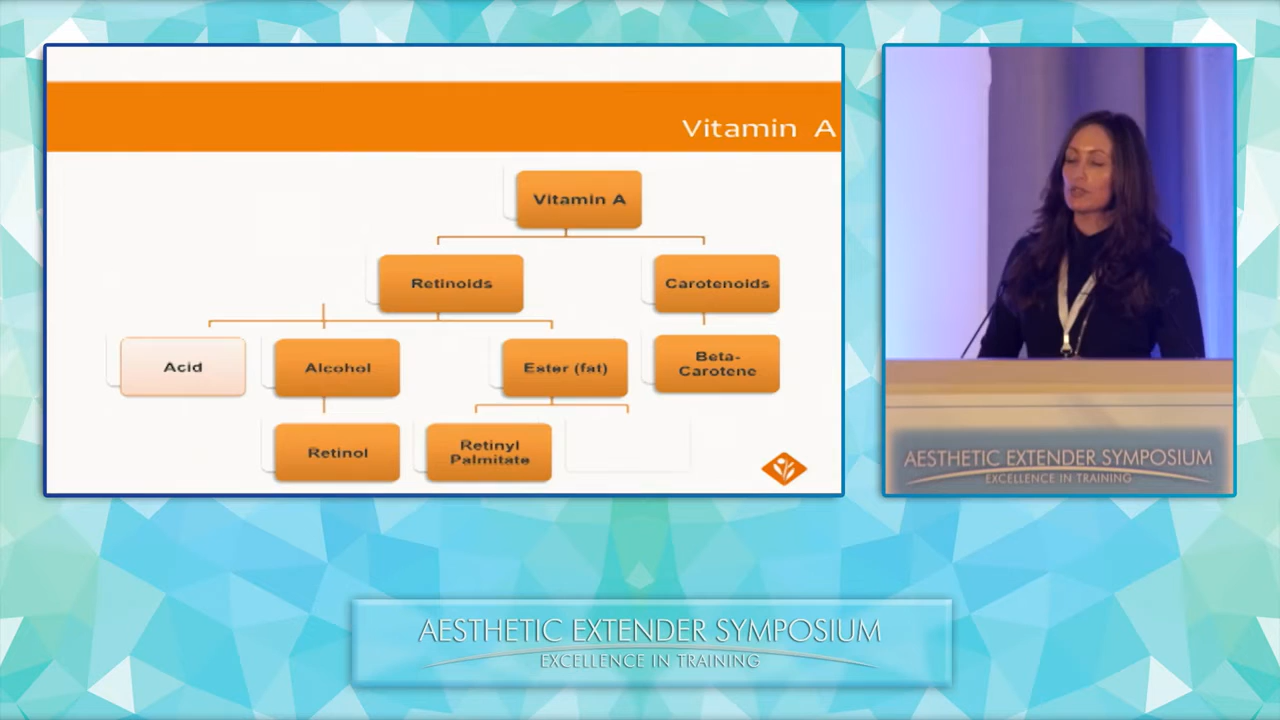 Vitamin A
Vitamin A
Retinoids
Carotenoids
Acid
Alcohol
Ester (fat)
Beta-
Carotene
Retinol
Retinyl
Palmitate
AESTHETIC EXTENDER SYMPOSIUM
EXCELLENCE IN TRAINING
AESTHETIC EXTENDER SYMPOSIUM
EXCELLENCE IN TRAINING